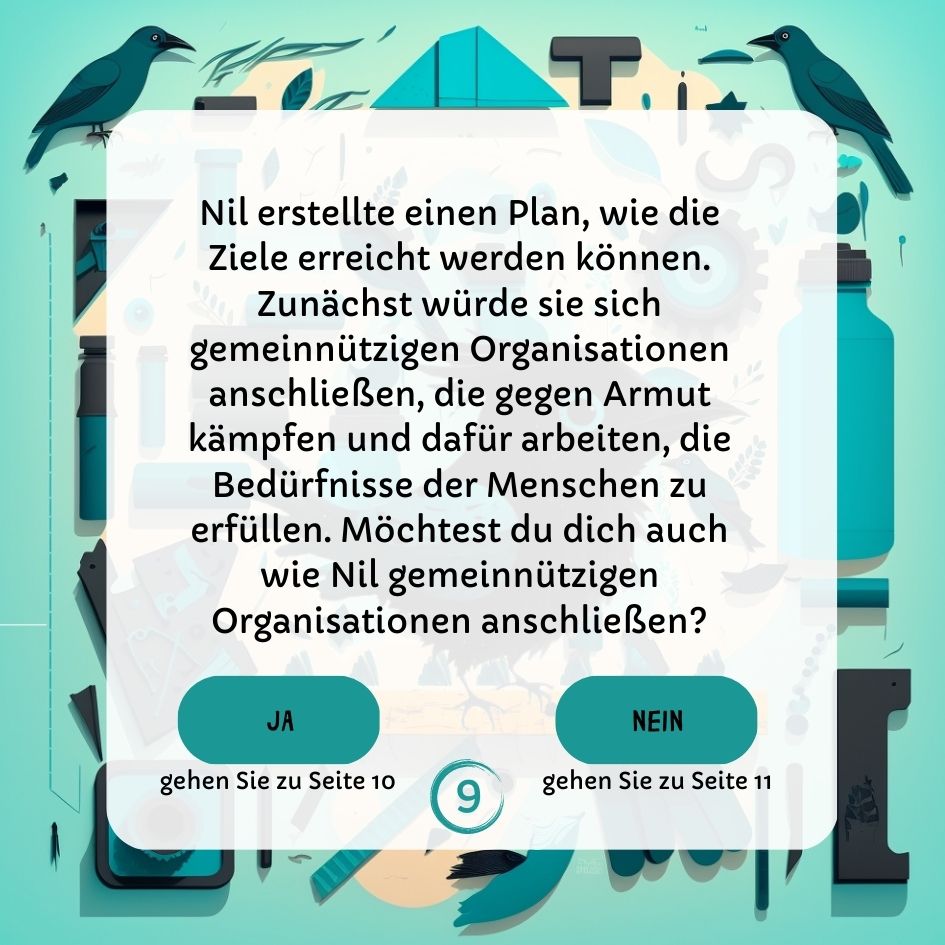 Nil erstellte einen Plan, wie die
Ziele erreicht werden können.
Zunächst würde sie sich
gemeinnützigen Organisationen
anschließen, die gegen Armut
kämpfen und dafür arbeiten, die
Bedürfnisse der Menschen zu
erfüllen. Möchtest du dich auch
wie Nil gemeinnützigen
Organisationen anschließen?
JA
NEIN
gehen Sie zu Seite 10
gehen Sie zu Seite 11
9